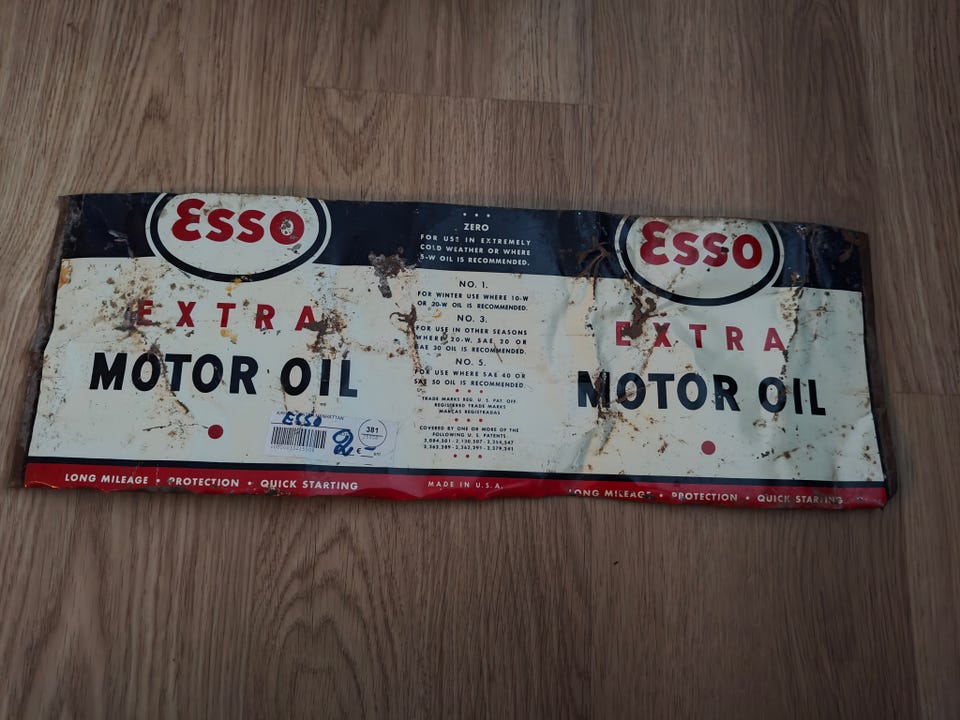 Esso
EXTRA
MOTOR OIL
LONG MILEAGE • PROTECTION • QUICK STARTING
ESSO
381
2
€
ZERO
FOR USE IN EXTREMELY
COLD WEATHER OR WHERE
5-W OIL IS RECOMMENDED.
NO. 1.
FOR WINTER USE WHERE 10-W
OR 20-W OIL IS RECOMMENDED.
NO. 3.
FOR USE IN OTHER SEASONS
WHERE 20-W, SAE 20 OR
SAE 30 OIL IS RECOMMENDED.
NO. 5.
FOR USE WHERE SAE 40 OR
SAE 50 OIL IS RECOMMENDED.
TRADE MARKS REG. U. S. PAT. OFF.
REGISTERED TRADE MARKS
MARCAS REGISTRADAS
COVERED BY ONE OR MORE OF THE
FOLLOWING U. S. PATENTS
MADE IN U.S.A.
Esso
EXTRA
MOTOR OIL
LONG MILEAGE • PROTECTION • QUICK STARTING